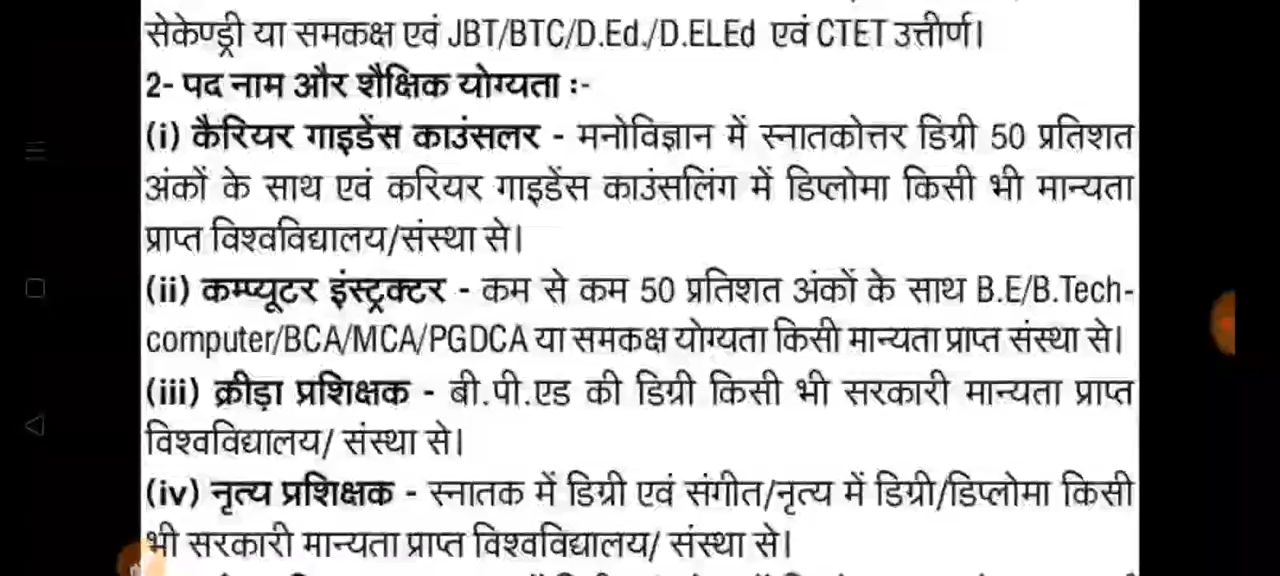 सेकेण्ड्री या समकक्ष एवं JBT/BTC/D.Ed./D.ELEd एवं CTET उत्तीर्ण।
2- पद नाम और शैक्षिक योग्यता :-
(i) कैरियर गाइडेंस काउंसलर - मनोविज्ञान में स्नातकोत्तर डिग्री 50 प्रतिशत
अंकों के साथ एवं करियर गाइडेंस काउंसलिंग में डिप्लोमा किसी भी मान्यता
प्राप्त विश्वविद्यालय/संस्था से।
(ii) कम्प्यूटर इंस्ट्रक्टर - कम से कम 50 प्रतिशत अंकों के साथ B.E/B.Tech-
computer/BCA/MCA/PGDCA या समकक्ष योग्यता किसी मान्यता प्राप्त संस्था से।
(iii) क्रीड़ा प्रशिक्षक - बी.पी.एड की डिग्री किसी भी सरकारी मान्यता प्राप्त
विश्वविद्यालय/ संस्था से।
(iv) नृत्य प्रशिक्षक - स्नातक में डिग्री एवं संगीत/नृत्य में डिग्री/डिप्लोमा किसी
भी सरकारी मान्यता प्राप्त विश्वविद्यालय/ संस्था से।